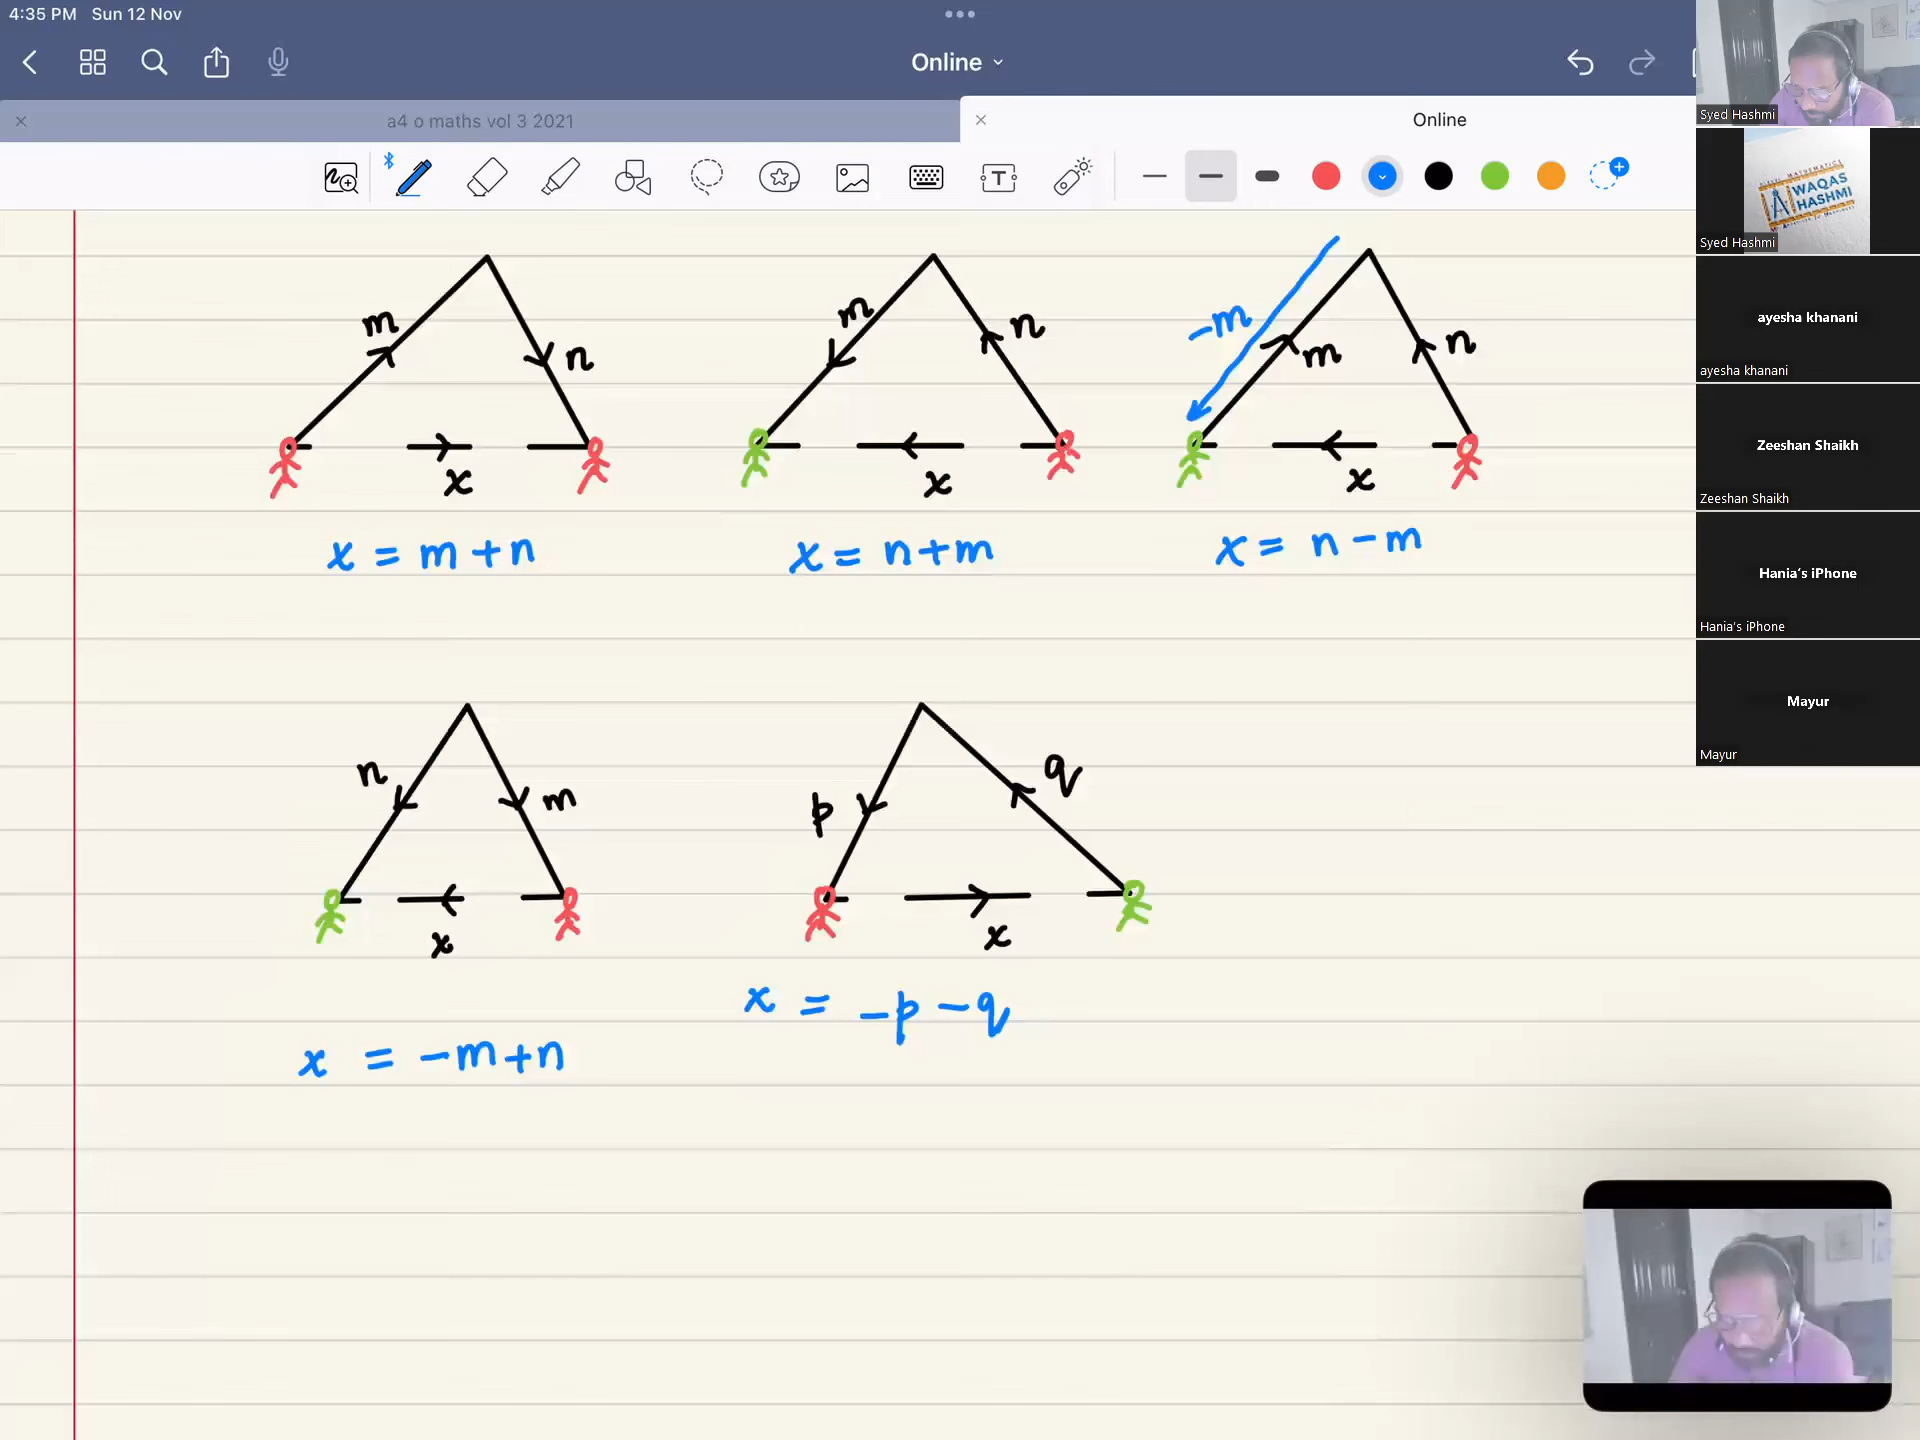 4:35 PM Sun 12 Nov
Online
a4 o maths vol 3 2021
Online
T
Syed Hashmi
WAQAS
HASHMI
Syed Hashmi
ayesha khanani
ayesha khanani
Zeeshan Shaikh
Zeeshan Shaikh
Hania's iPhone
Hania's iPhone
Mayur
Mayur
m
n
x
x = m + n
m
n
x
x = n + m
-m
m
n
x
x = n - m
n
m
x
x = -m + n
p
q
x
x = -p - q